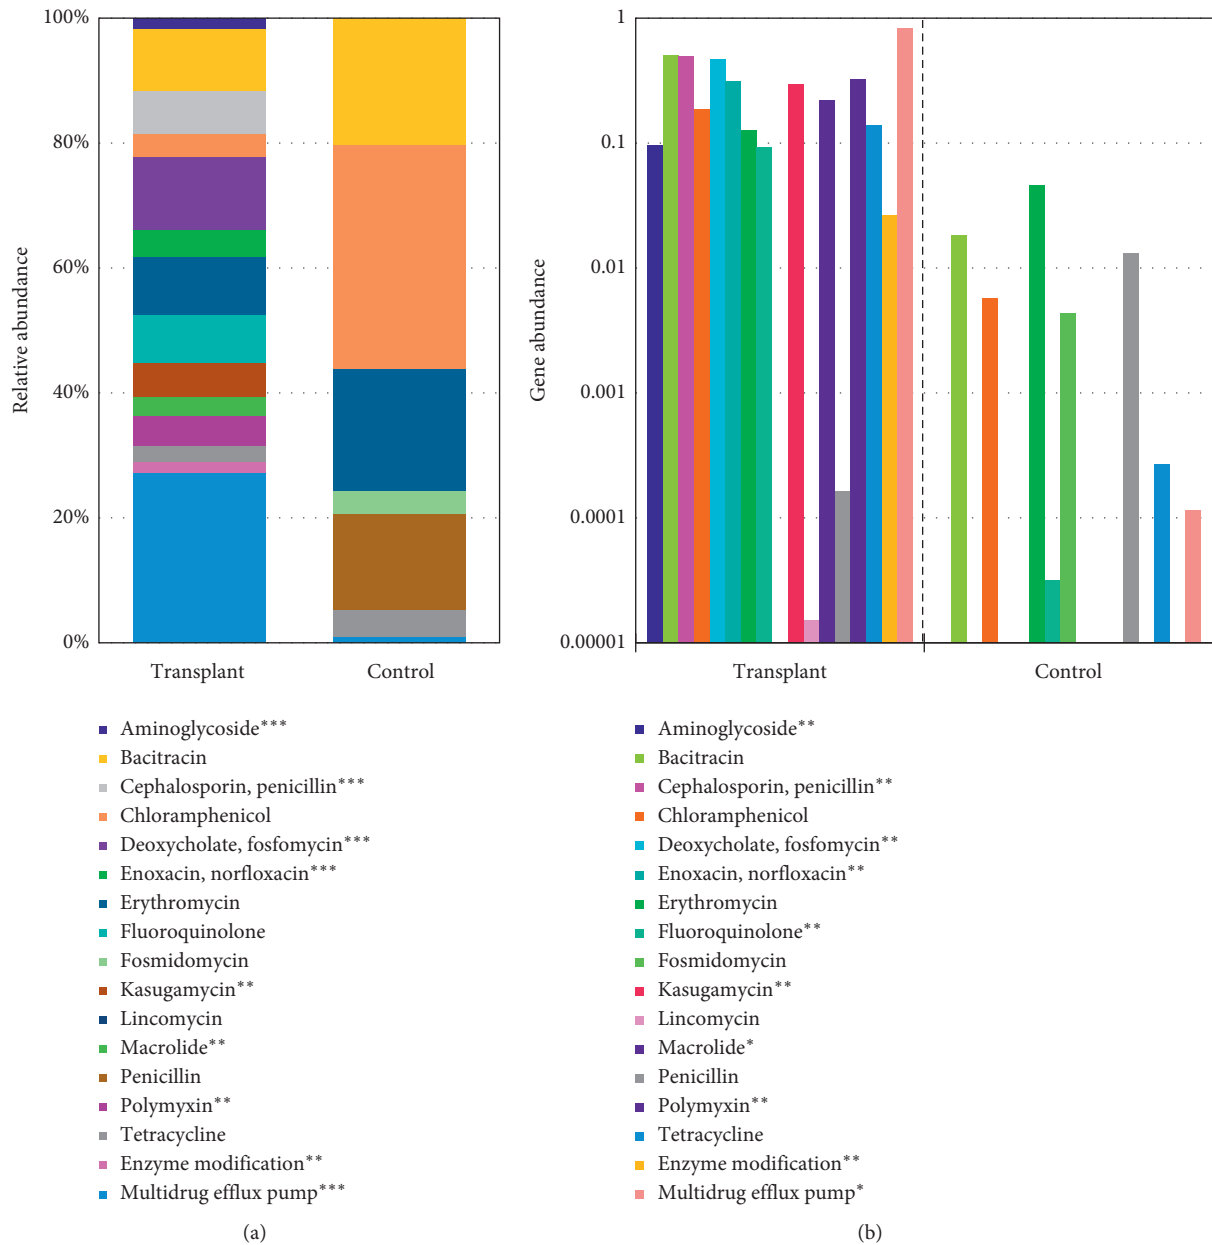 100%
80%
60%
40%
20%
0%
Relative abundance
Transplant
Control
Aminoglycoside***
Bacitracin
Cephalosporin, penicillin***
Chloramphenicol
Deoxycholate, fosfomycin***
Enoxacin, norfloxacin***
Erythromycin
Fluoroquinolone
Fosmidomycin
Kasugamycin**
Lincomycin
Macrolide**
Penicillin
Polymyxin**
Tetracycline
Enzyme modification**
Multidrug efflux pump***
(a)
1
0.1
0.01
0.001
0.0001
0.00001
Gene abundance
Transplant
Control
Aminoglycoside**
Bacitracin
Cephalosporin, penicillin**
Chloramphenicol
Deoxycholate, fosfomycin**
Enoxacin, norfloxacin**
Erythromycin
Fluoroquinolone**
Fosmidomycin
Kasugamycin**
Lincomycin
Macrolide*
Penicillin
Polymyxin**
Tetracycline
Enzyme modification**
Multidrug efflux pump*
(b)